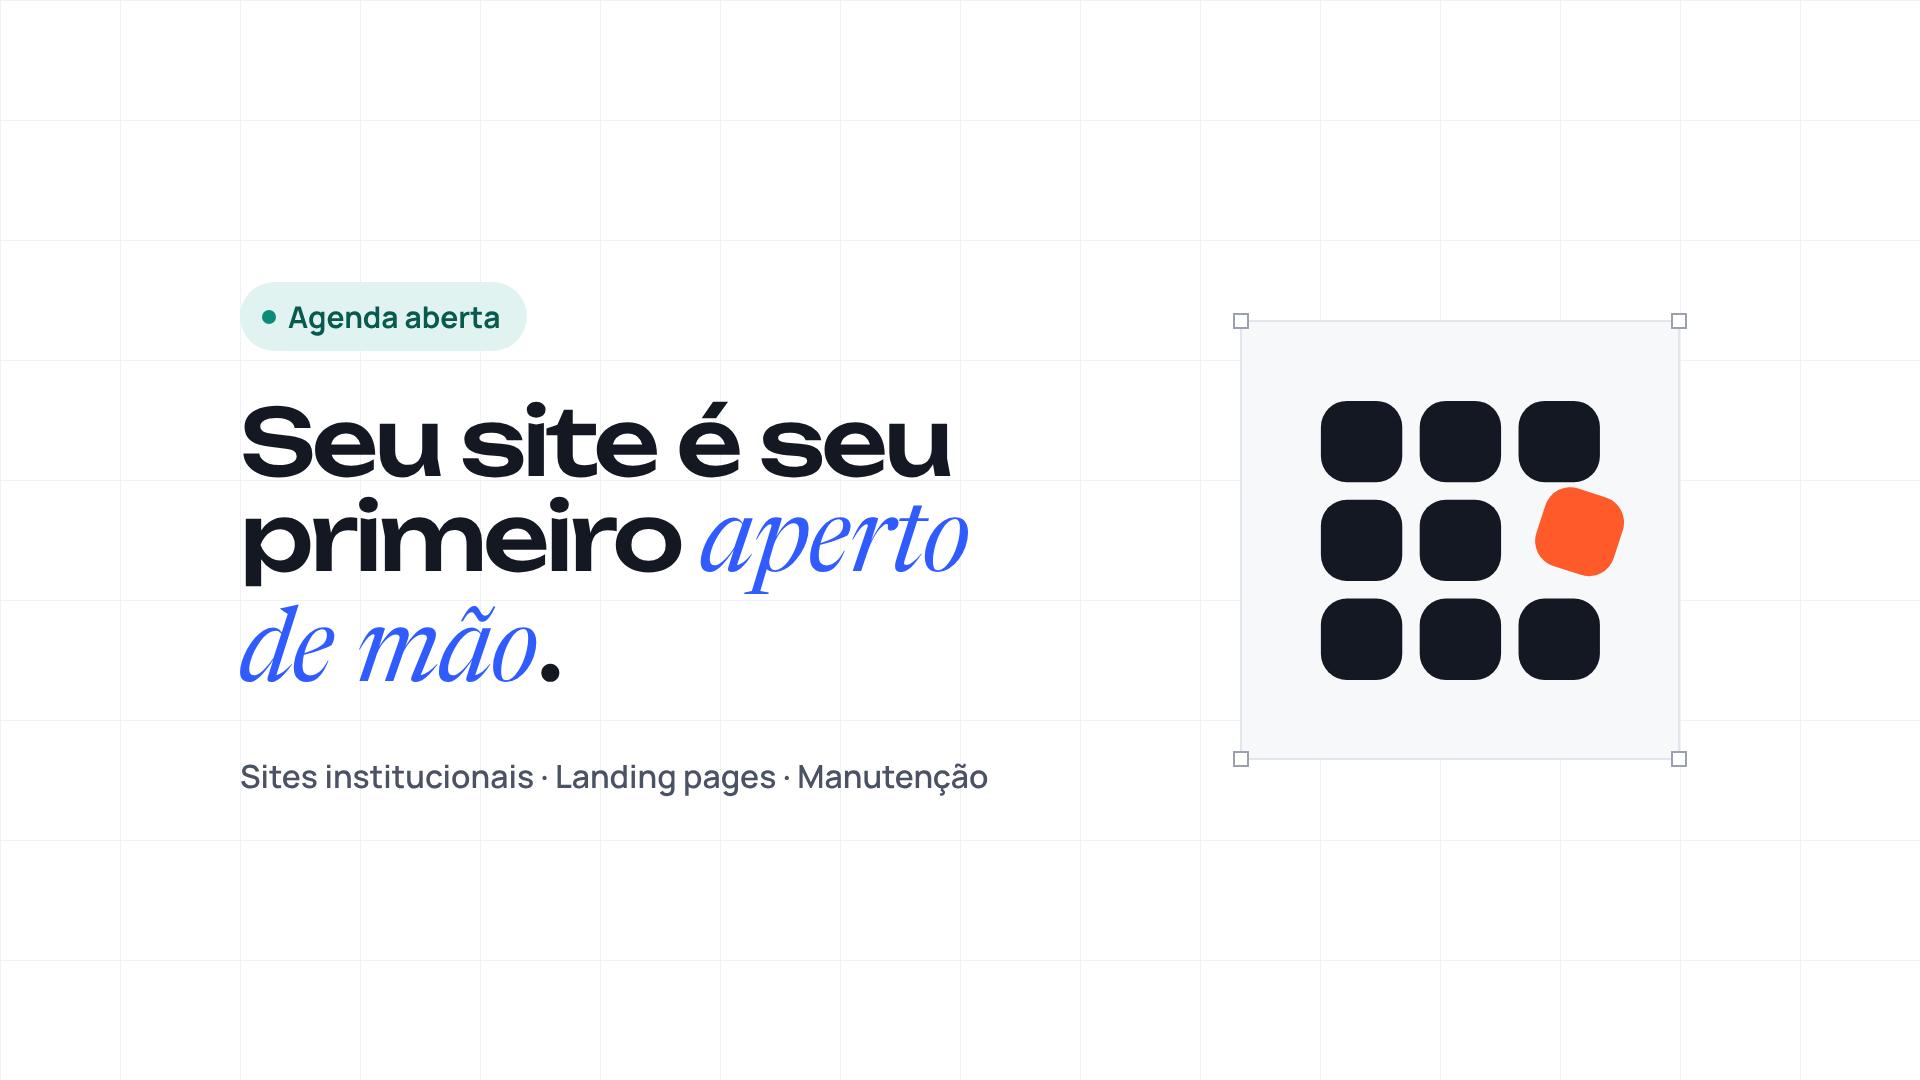 Agenda aberta
Seu site é seu
primeiro aperto
de mão.
Sites institucionais · Landing pages · Manutenção